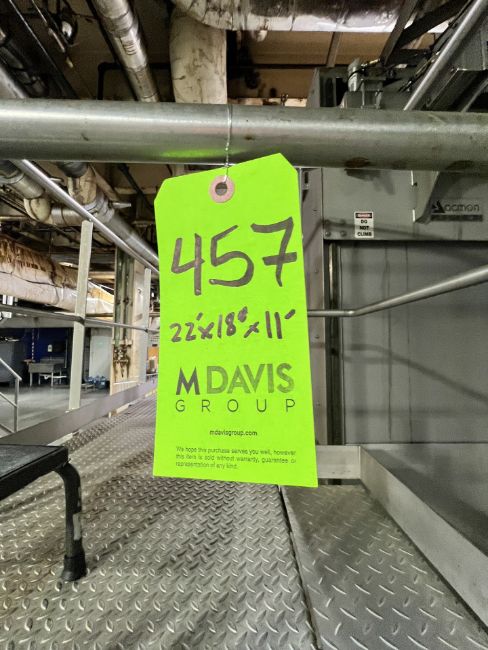 457
22'x18"x11'
MDAVIS
GROUP
mdavisgroup.com
We hope this purchase serves you well, however
this item is sold without warranty, guarantee or
representation of any kind.
DO
NOT
CLIMB